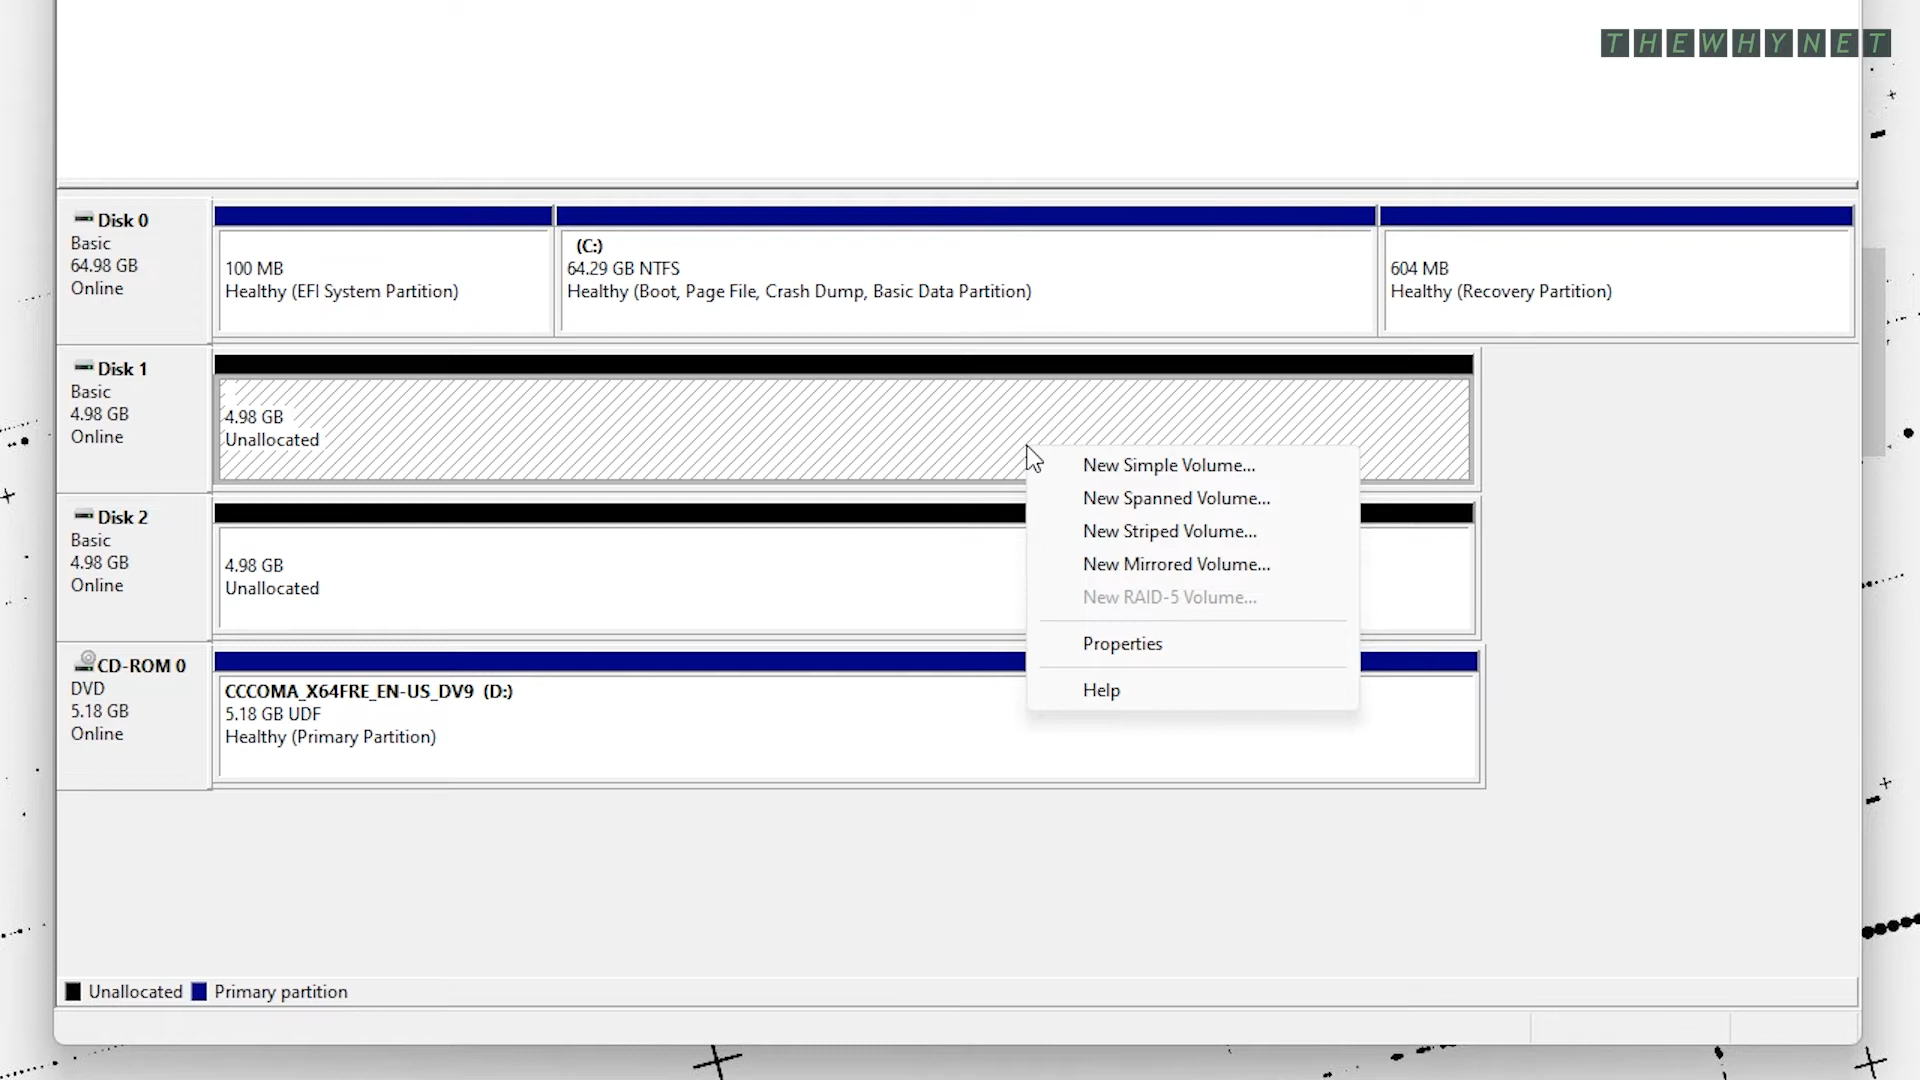 THEWHYNET
Disk 0
Basic
64.98 GB
Online
100 MB
Healthy (EFI System Partition)
(C:)
64.29 GB NTFS
Healthy (Boot, Page File, Crash Dump, Basic Data Partition)
604 MB
Healthy (Recovery Partition)
Disk 1
Basic
4.98 GB
Online
4.98 GB
Unallocated
Disk 2
Basic
4.98 GB
Online
4.98 GB
Unallocated
New Simple Volume...
New Spanned Volume...
New Striped Volume...
New Mirrored Volume...
New RAID-5 Volume...
Properties
Help
CD-ROM 0
DVD
5.18 GB
Online
CCCOMA_X64FRE_EN-US_DV9 (D:)
5.18 GB UDF
Healthy (Primary Partition)
Unallocated Primary partition